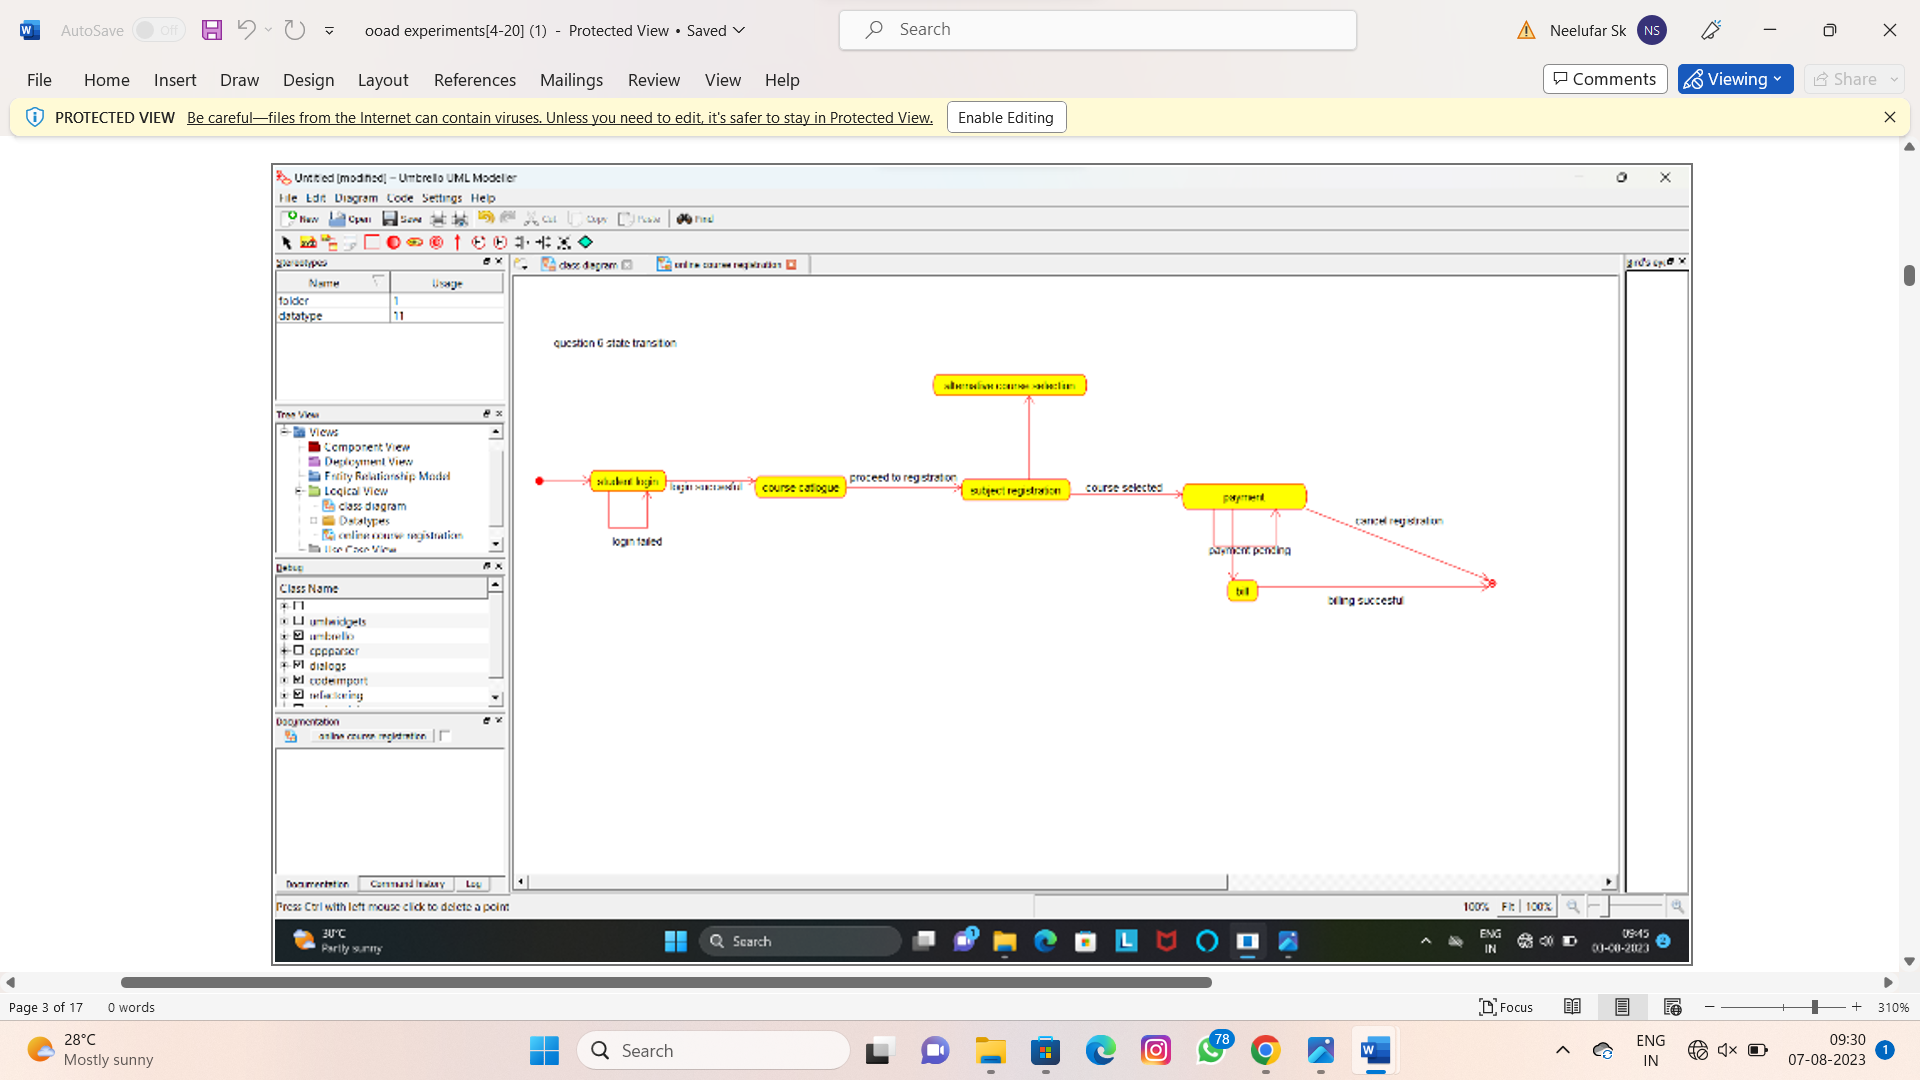 AutoSave Off
ooad experiments[4-20] (1) - Protected View • Saved
Search
Neelufar Sk NS
File Home Insert Draw Design Layout References Mailings Review View Help
Comments Viewing Share
PROTECTED VIEW Be careful—files from the Internet can contain viruses. Unless you need to edit, it's safer to stay in Protected View. Enable Editing
Untitled [modified] – Umbrello UML Modeller
File Edit Diagram Code Settings Help
New Open Save Cut Copy Paste Find
Stereotypes
class diagram online course registration
Bird's eye
Name Usage
folder 1
datatype 11
question 6 state transition
alternative course selection
Tree View
Views
Component View
Deployment View
Entity Relationship Model
Logical View
class diagram
Datatypes
online course registration
Use Case View
student login
login succesful
course catlogue
proceed to registration
subject registration
course selected
payment
cancel registration
login failed
payment pending
bill
billing succesful
Debug
Class Name
umlwidgets
umbrello
cppparser
dialogs
codeimport
refactoring
Documentation
online course registration
Documentation Command history Log
Press Ctrl with left mouse click to delete a point
100% Fit 100%
30°C
Partly sunny
Search
1
ENG
IN
09:45
03-08-2023
2
Page 3 of 17 0 words
Focus
310%
28°C
Mostly sunny
Search
78
ENG
IN
09:30
07-08-2023
1